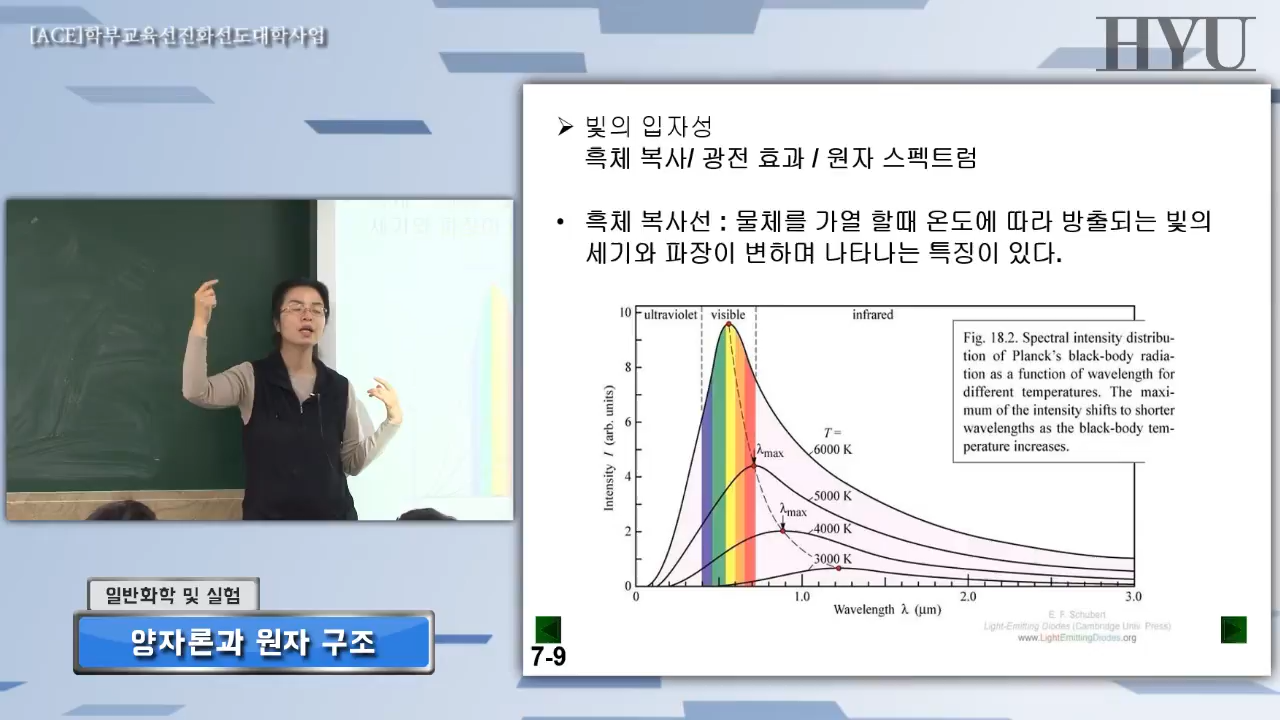 [ACE]학부교육선진화선도대학사업
HYU
➢ 빛의 입자성
흑체 복사/ 광전 효과 / 원자 스펙트럼
• 흑체 복사선 : 물체를 가열 할때 온도에 따라 방출되는 빛의
세기와 파장이 변하며 나타나는 특징이 있다.
10
8
6
4
2
0
Intensity I (arb. units)
ultraviolet
visible
infrared
Fig. 18.2. Spectral intensity distribu-
tion of Planck's black-body radia-
tion as a function of wavelength for
different temperatures. The maxi-
mum of the intensity shifts to shorter
wavelengths as the black-body tem-
perature increases.
T =
6000 K
λmax
5000 K
λmax
4000 K
3000 K
0
1.0
2.0
3.0
Wavelength λ (μm)
E. F. Schubert
Light-Emitting Diodes (Cambridge Univ. Press)
www.LightEmittingDiodes.org
7-9
일반화학 및 실험
양자론과 원자 구조